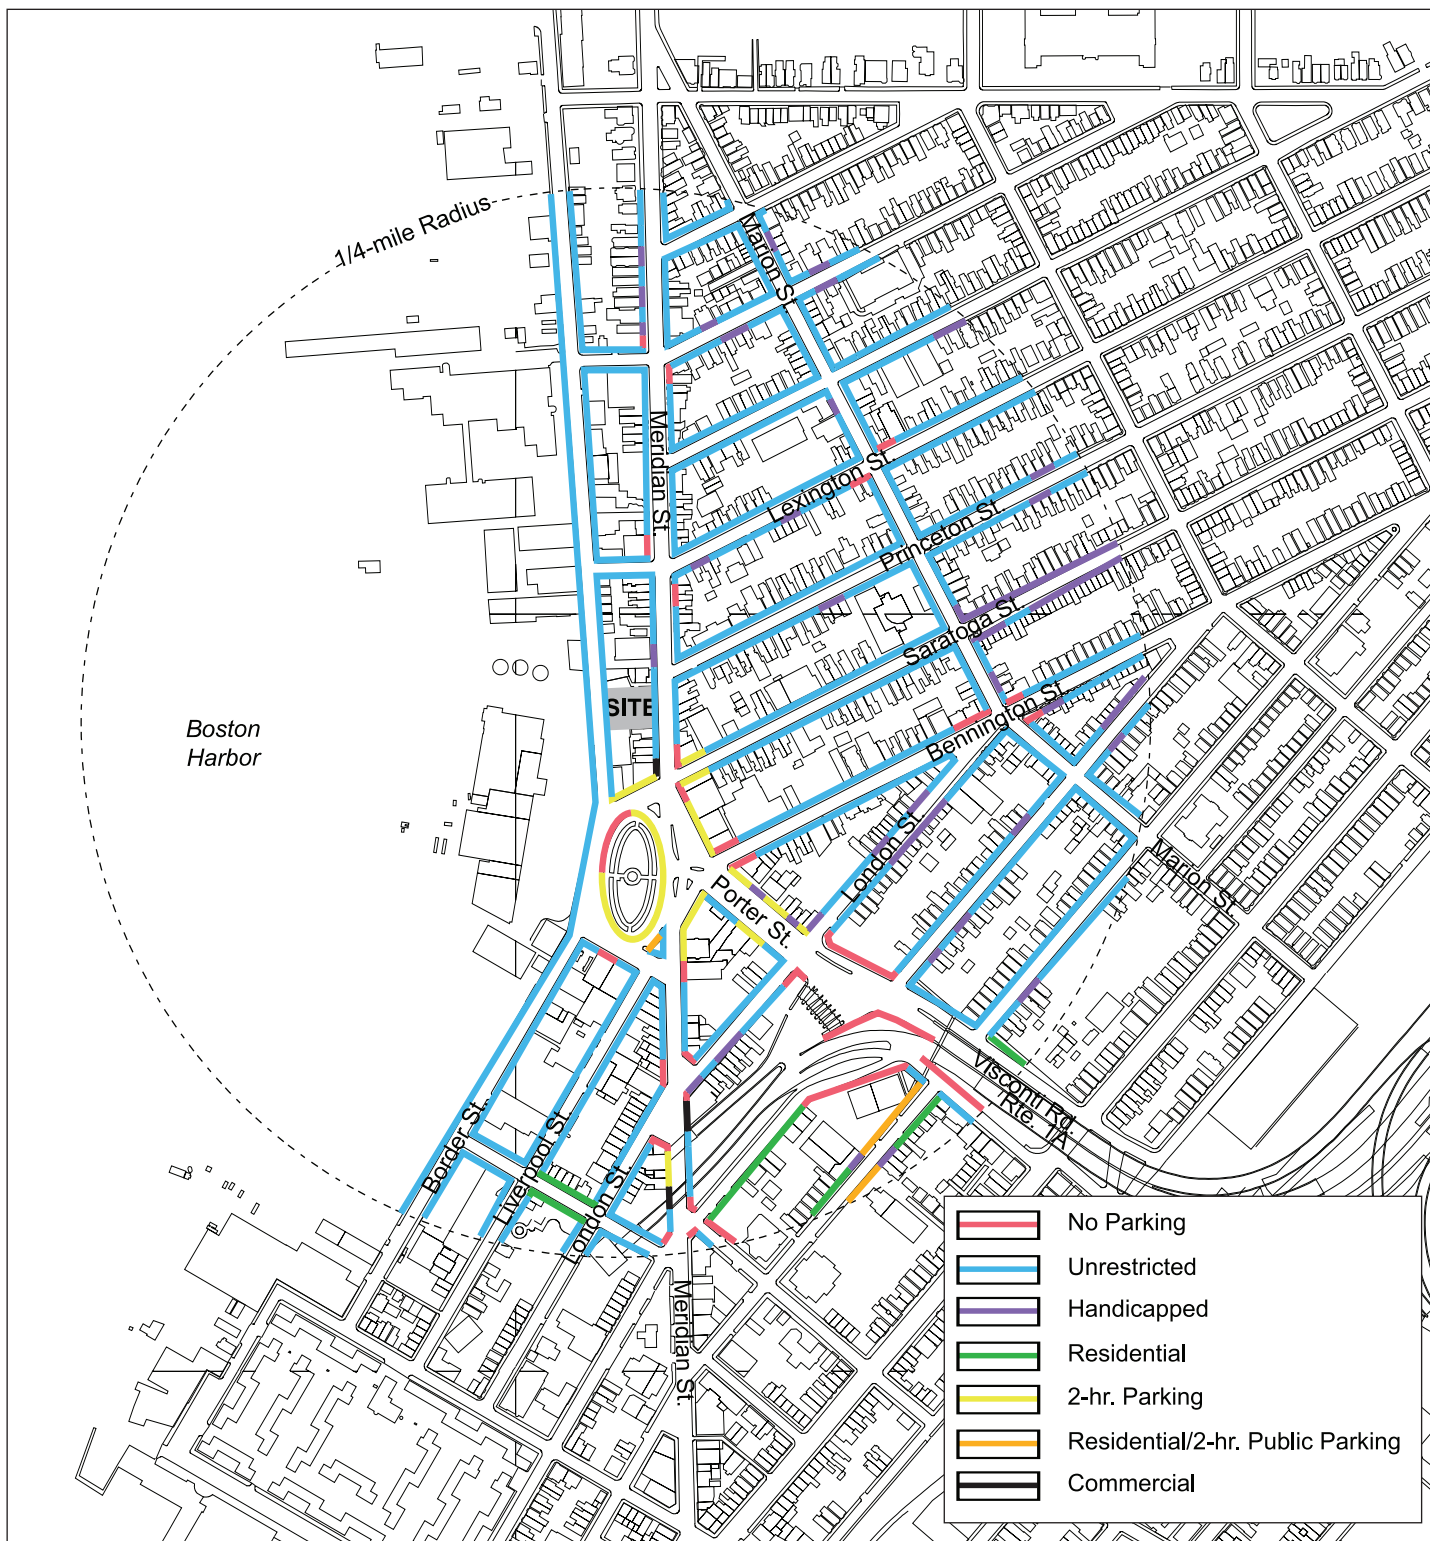 1/4-mile Radius
Marion St.
Meridian St.
Lexington St.
Princeton St.
Saratoga St.
SITE
Bennington St.
Boston
Harbor
London St.
Marion St.
Porter St.
Visconti Rd.
Rte. 1A
Border St.
Liverpool St.
London St.
Meridian St.
No Parking
Unrestricted
Handicapped
Residential
2-hr. Parking
Residential/2-hr. Public Parking
Commercial